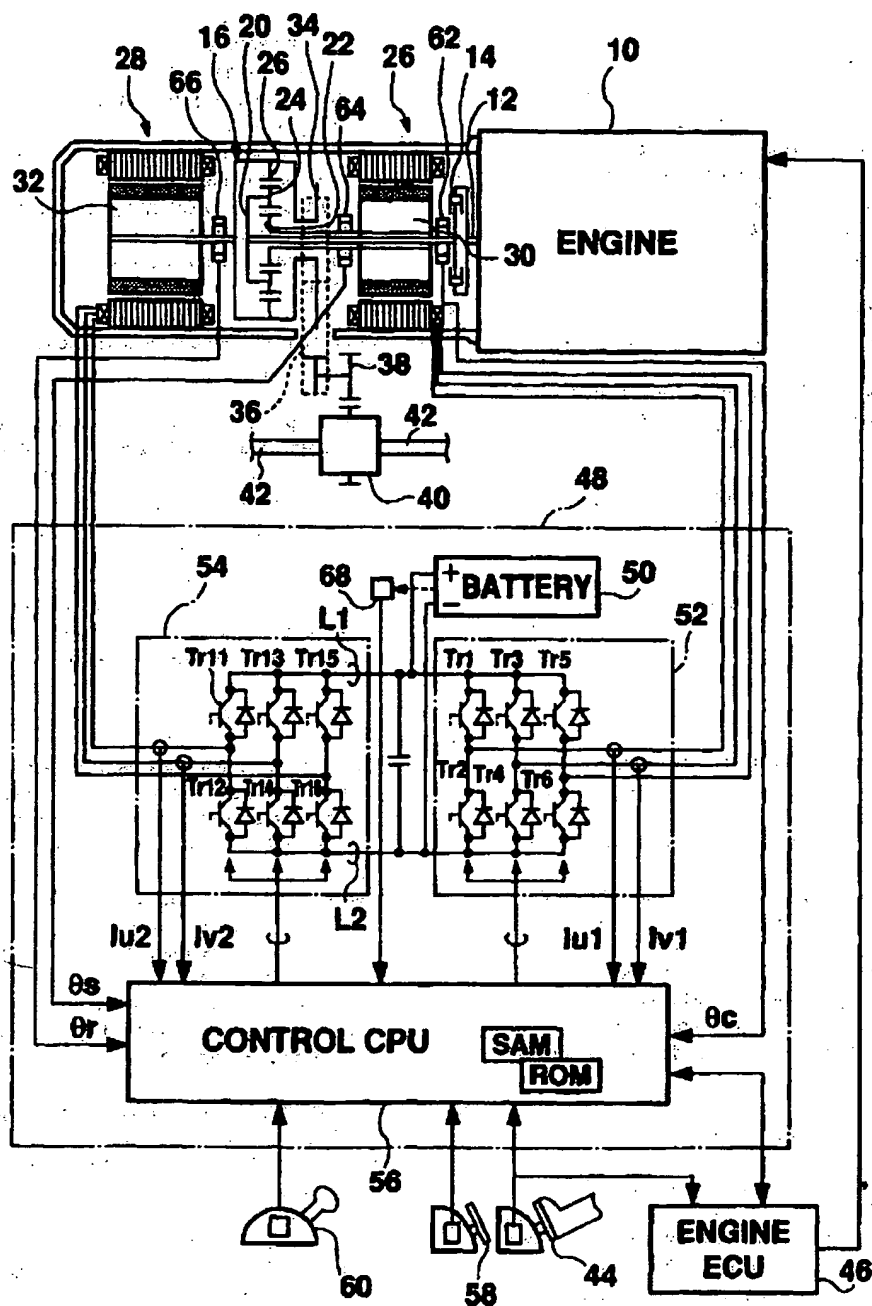 16 20 34 22
28 26 26 62 14 10
66 24 64 12
32
ENGINE
30
38
36
42
42
40
48
54
68
+
−
BATTERY
50
L1
52
Tr11 Tr13 Tr15
Tr1 Tr3 Tr5
Tr12 Tr14
Tr2 Tr4 Tr6
L2
Iu2 Iv2
Iu1 Iv1
θs
θr
θc
CONTROL CPU
SAM
ROM
56
60
58
44
ENGINE
ECU
46